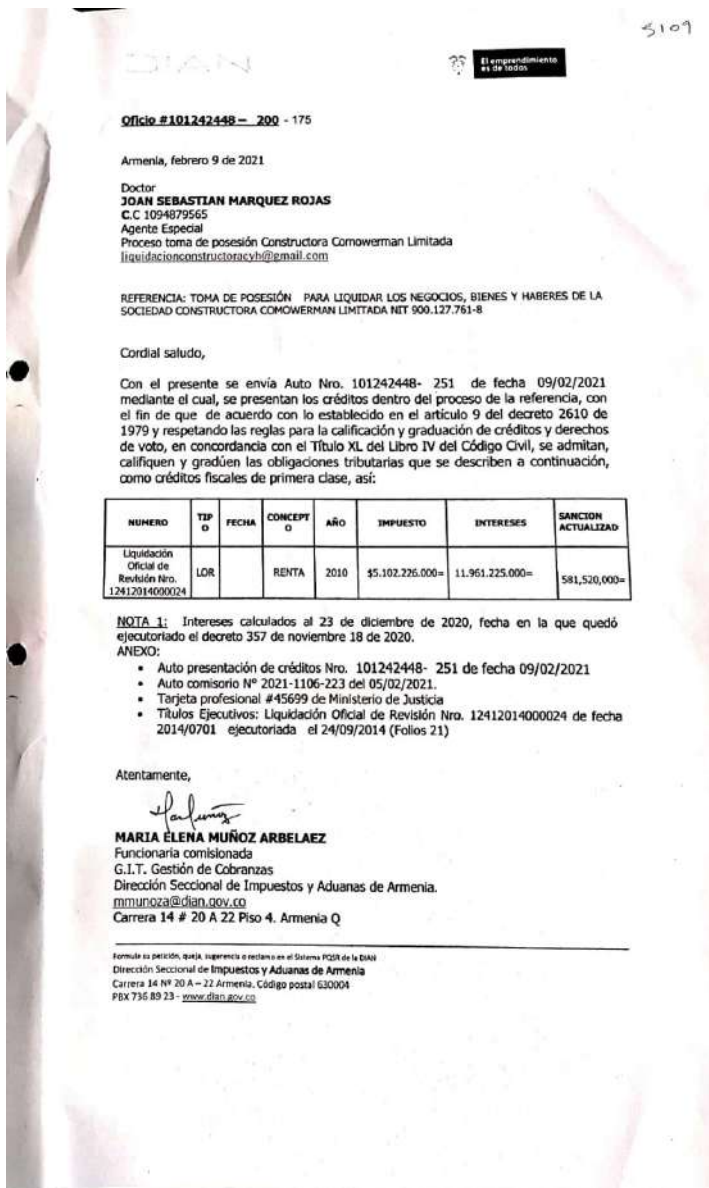 5109
DIAN
El emprendimiento
es de todos
Oficio #101242448 – 200 - 175
Armenia, febrero 9 de 2021
Doctor
JOAN SEBASTIAN MARQUEZ ROJAS
C.C 1094879565
Agente Especial
Proceso toma de posesión Constructora Comowerman Limitada
liquidacionconstructoracyh@gmail.com
REFERENCIA: TOMA DE POSESIÓN PARA LIQUIDAR LOS NEGOCIOS, BIENES Y HABERES DE LA
SOCIEDAD CONSTRUCTORA COMOWERMAN LIMITADA NIT 900.127.761-8
Cordial saludo,
Con el presente se envía Auto Nro. 101242448- 251 de fecha 09/02/2021
mediante el cual, se presentan los créditos dentro del proceso de la referencia, con
el fin de que de acuerdo con lo establecido en el artículo 9 del decreto 2610 de
1979 y respetando las reglas para la calificación y graduación de créditos y derechos
de voto, en concordancia con el Título XL del Libro IV del Código Civil, se admitan,
califiquen y gradúen las obligaciones tributarias que se describen a continuación,
como créditos fiscales de primera clase, así:
NUMERO TIP O FECHA CONCEPT O AÑO IMPUESTO INTERESES SANCION ACTUALIZAD
Liquidación
Oficial de
Revisión Nro.
12412014000024 LOR RENTA 2010 $5.102.226.000= 11.961.225.000= 581,520,000=
NOTA 1: Intereses calculados al 23 de diciembre de 2020, fecha en la que quedó
ejecutoriado el decreto 357 de noviembre 18 de 2020.
ANEXO:
• Auto presentación de créditos Nro. 101242448- 251 de fecha 09/02/2021
• Auto comisorio N° 2021-1106-223 del 05/02/2021.
• Tarjeta profesional #45699 de Ministerio de Justicia
• Títulos Ejecutivos: Liquidación Oficial de Revisión Nro. 12412014000024 de fecha
2014/0701 ejecutoriada el 24/09/2014 (Folios 21)
Atentamente,
MARIA ELENA MUÑOZ ARBELAEZ
Funcionaria comisionada
G.I.T. Gestión de Cobranzas
Dirección Seccional de Impuestos y Aduanas de Armenia.
mmunoza@dian.gov.co
Carrera 14 # 20 A 22 Piso 4. Armenia Q
Formule su petición, queja, sugerencia o reclamo en el Sistema PQSR de la DIAN
Dirección Seccional de Impuestos y Aduanas de Armenia
Carrera 14 Nº 20 A – 22 Armenia. Código postal 630004
PBX 736 89 23 - www.dian.gov.co